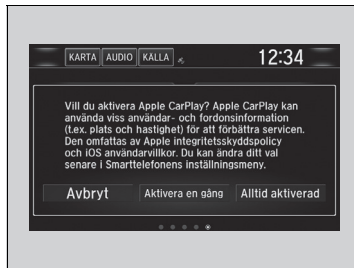 KARTA AUDIO KÄLLA 12:34
Vill du aktivera Apple CarPlay? Apple CarPlay kan
använda viss användar- och fordonsinformation
(t.ex. plats och hastighet) för att förbättra servicen.
Den omfattas av Apple integritetsskyddspolicy
och iOS användarvillkor. Du kan ändra ditt val
senare i Smarttelefonens inställningsmeny.
Avbryt Aktivera en gång Alltid aktiverad